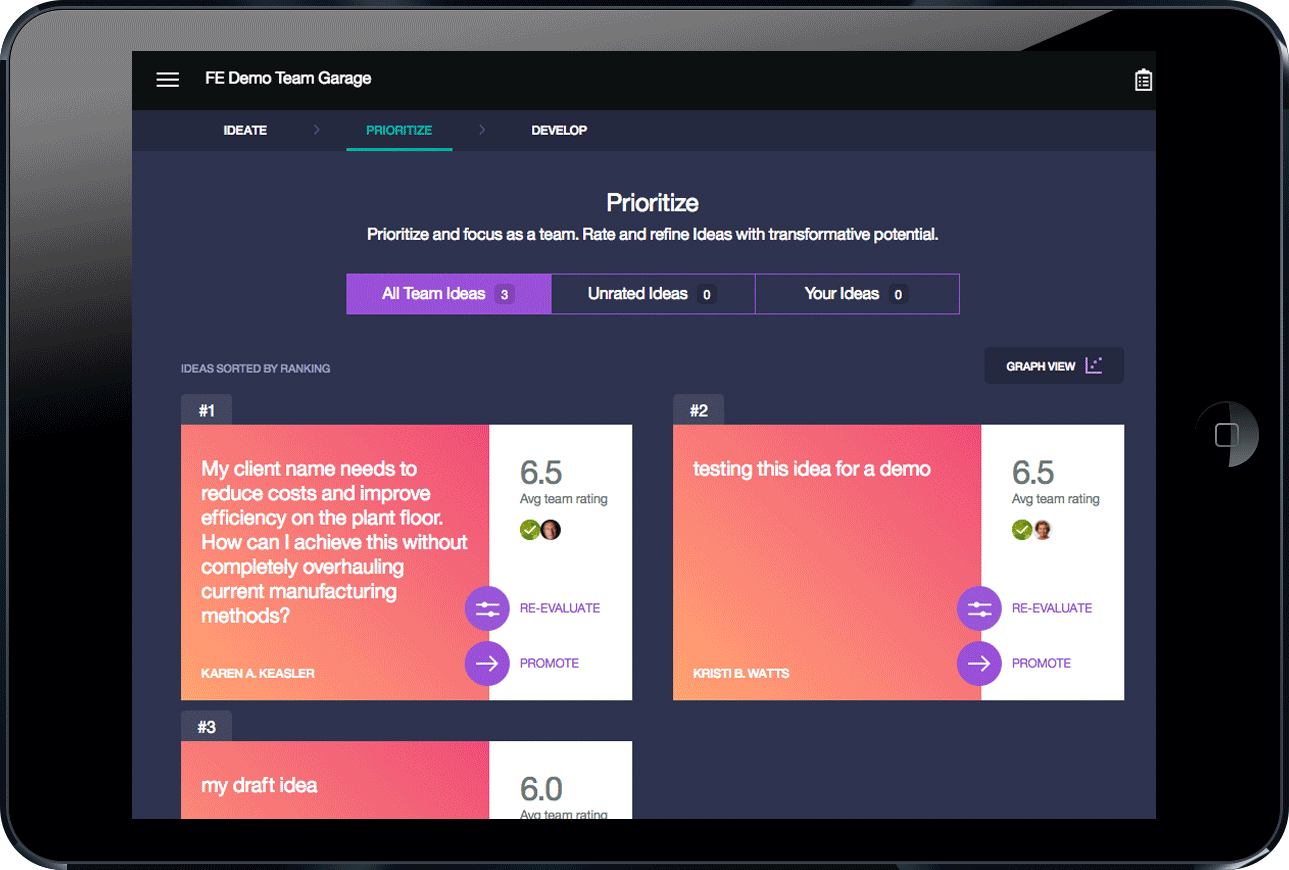 FE Demo Team Garage
IDEATE
PRIORITIZE
DEVELOP
Prioritize
Prioritize and focus as a team. Rate and refine Ideas with transformative potential.
All Team Ideas 3
Unrated Ideas 0
Your Ideas 0
IDEAS SORTED BY RANKING
GRAPH VIEW
#1
My client name needs to
reduce costs and improve
efficiency on the plant floor.
How can I achieve this without
completely overhauling
current manufacturing
methods?
KAREN A. KEASLER
6.5
Avg team rating
RE-EVALUATE
PROMOTE
#2
testing this idea for a demo
KRISTI B. WATTS
6.5
Avg team rating
RE-EVALUATE
PROMOTE
#3
my draft idea
6.0
Avg team rating